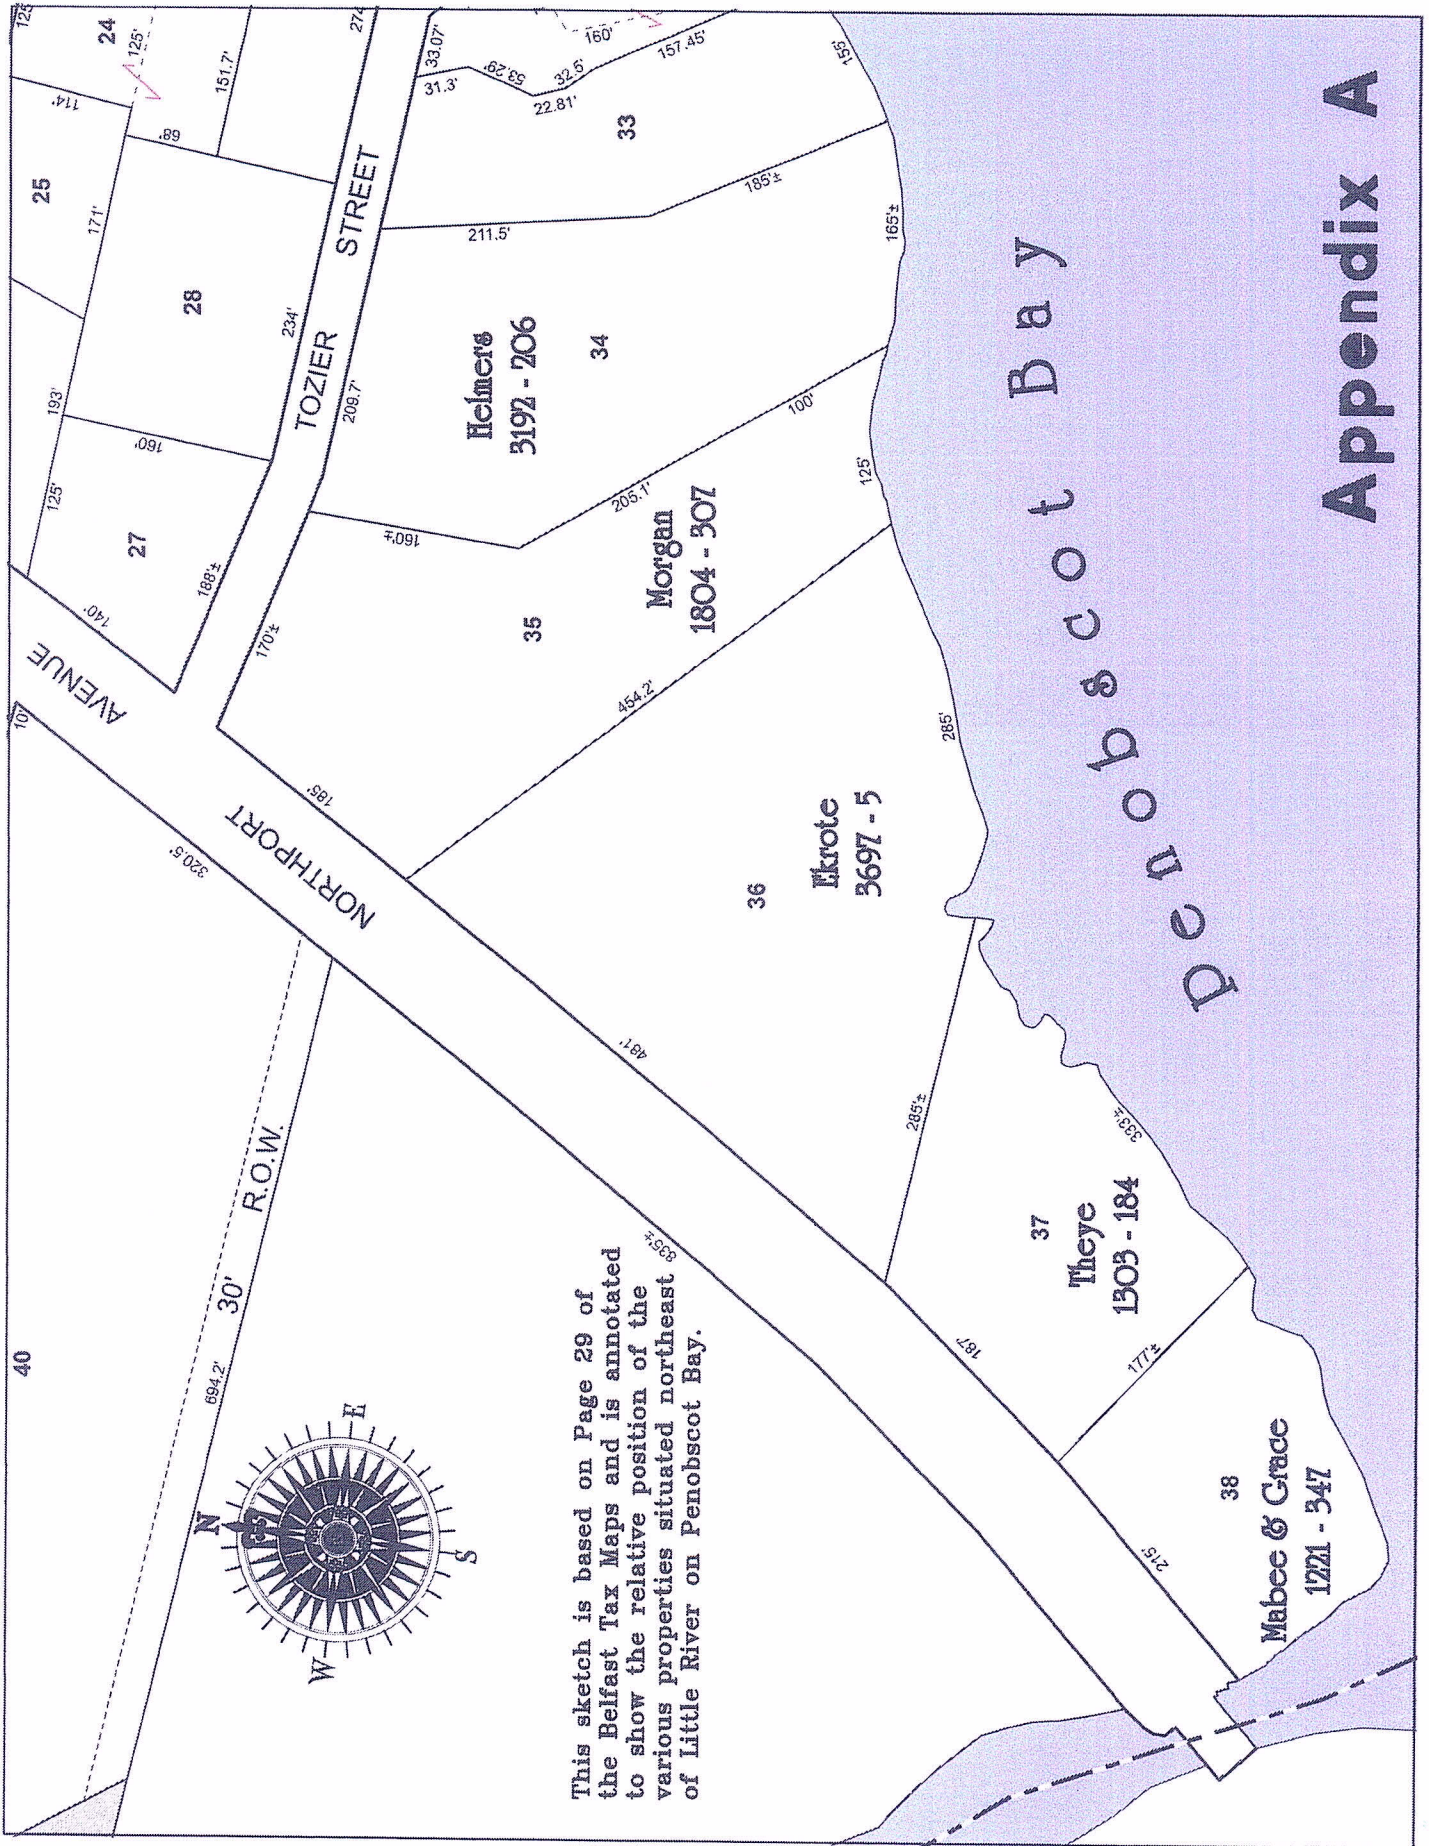 125'
24
125'
114'
25
151.7'
68'
171'
274'
28
193'
234'
125'
160'
27
188'±
140'
AVENUE
TOZIER STREET
33.07'
31.3'
53.29'
22.81'
32.5'
160'
157.45'
155'
33
185'±
211.5'
165'±
209.7'
Helmers
3192 - 206
34
100'
205.1'
160'±
170'±
Morgan
1804 - 307
35
125'
454.2'
185'
10'
NORTHPORT
320.5'
285'
36
Ekrote
3697 - 5
481'
285'±
333'±
37
Theye
1303 - 184
187'
177'±
835'±
215'
38
Mabee & Grace
1221 - 347
40
694.2'
30' R.O.W.
N
E
S
W
This sketch is based on Page 29 of
the Belfast Tax Maps and is annotated
to show the relative position of the
various properties situated northeast
of Little River on Penobscot Bay.
Penobscot Bay
Appendix A